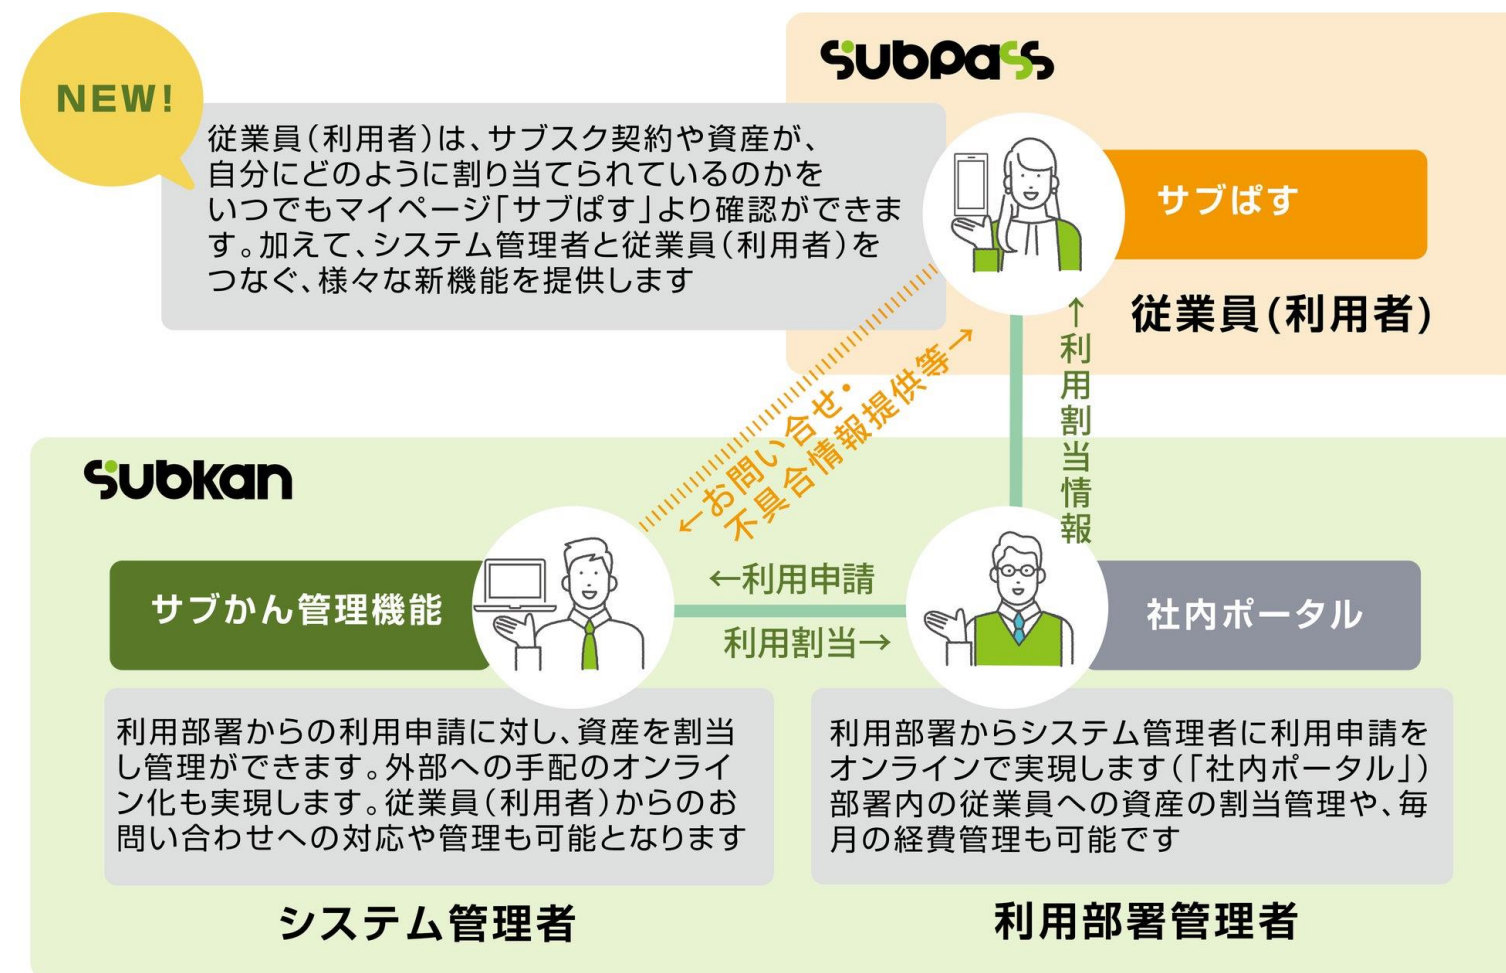 subpass
NEW!
従業員(利用者)は、サブスク契約や資産が、
自分にどのように割り当てられているのかを
いつでもマイページ「サブぱす」より確認ができま
す。加えて、システム管理者と従業員(利用者)を
つなぐ、様々な新機能を提供します
サブぱす
従業員(利用者)
←お問い合せ・
不具合情報提供等→
↑利用割当情報
subkan
サブかん管理機能
←利用申請
利用割当→
社内ポータル
利用部署からの利用申請に対し、資産を割当
し管理ができます。外部への手配のオンライ
ン化も実現します。従業員(利用者)からのお
問い合わせへの対応や管理も可能となります
システム管理者
利用部署からシステム管理者に利用申請を
オンラインで実現します(「社内ポータル」)
部署内の従業員への資産の割当管理や、毎
月の経費管理も可能です
利用部署管理者